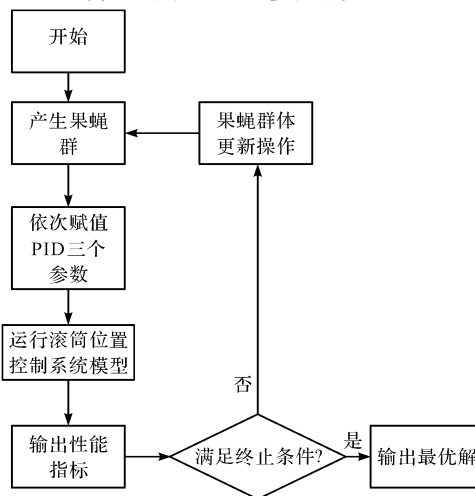 开始
产生果蝇
群
果蝇群体
更新操作
依次赋值
PID三个
参数
运行滚筒位置
控制系统模型
否
输出性能
指标
满足终止条件?
是
输出最优解